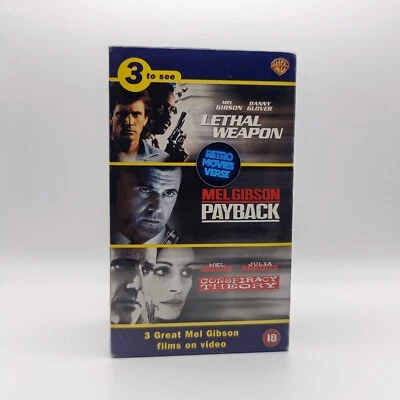 3 to see
MEL DANNY
GIBSON GLOVER
LETHAL
WEAPON
RETRO
MOVIES
VERSE
MEL GIBSON
PAYBACK
MEL JULIA
CONSPIRACY
THEORY
3 Great Mel Gibson
films on video
18